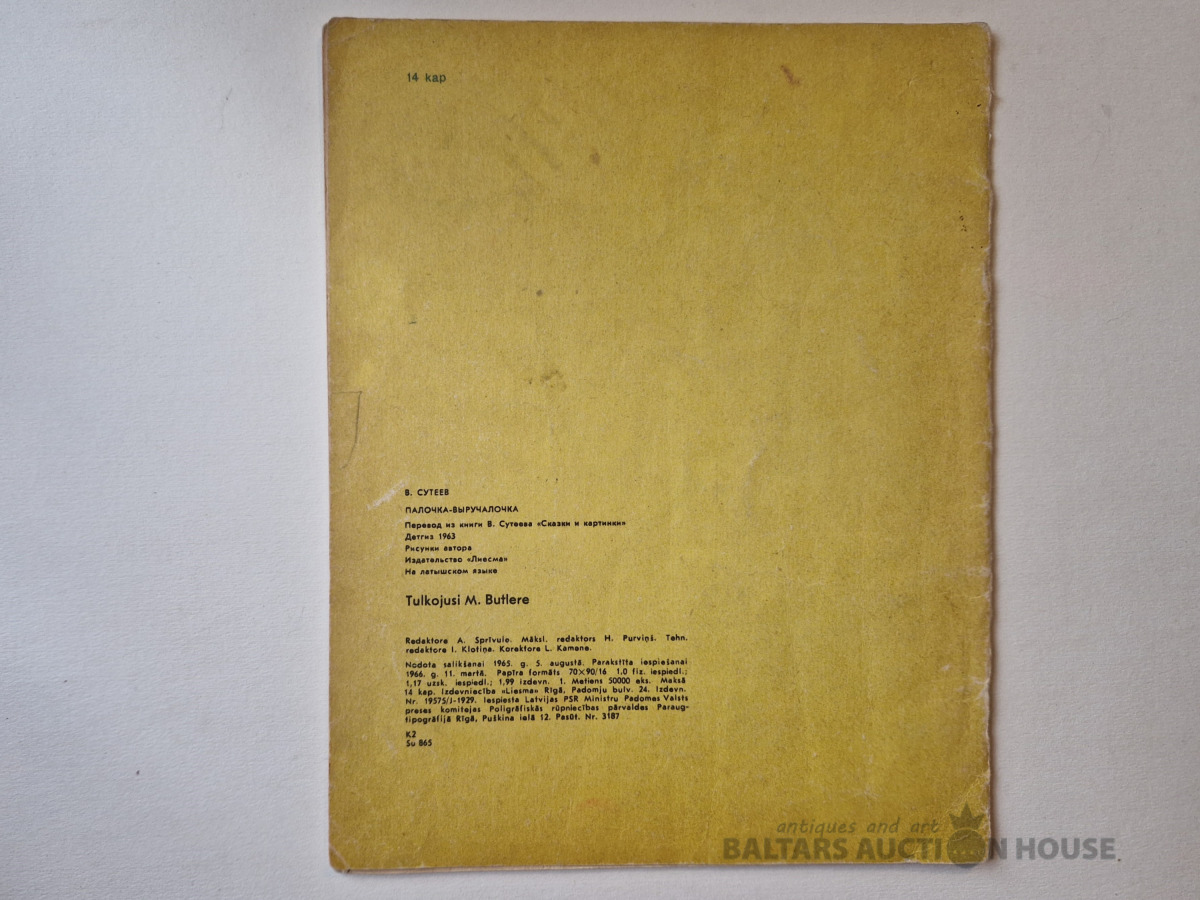 14 kap
В. СУТЕЕВ
ПАЛОЧКА-ВЫРУЧАЛОЧКА
Перевод из книги В. Сутеева «Сказки и картинки»
Детгиз 1963
Рисунки автора
Издательство «Лиесма»
На латышском языке
Tulkojusi M. Butlere
Redaktore A. Sprīvule. Māksl. redaktors H. Purviņš. Tehn.
redaktore I. Klotiņa. Korektore L. Kamene.
Nodota salikšanai 1965. g. 5. augustā. Parakstīta iespiešanai
1966. g. 11. martā. Papīra formāts 70×90/16 1,0 fiz. iespiedl.;
1,17 uzsk. iespiedl.; 1,99 izdevn. 1. Metiens 50000 eks. Maksā
14 kap. Izdevniecība «Liesma» Rīgā, Padomju bulv. 24. Izdevn.
Nr. 19575/J-1929. Iespiesta Latvijas PSR Ministru Padomes Valsts
preses komitejas Poligrāfiskās rūpniecības pārvaldes Paraug-
tipogrāfijā Rīgā, Puškina ielā 12. Pasūt. Nr. 3187
K2
Su 865
antiques and art
BALTARS AUCTION HOUSE